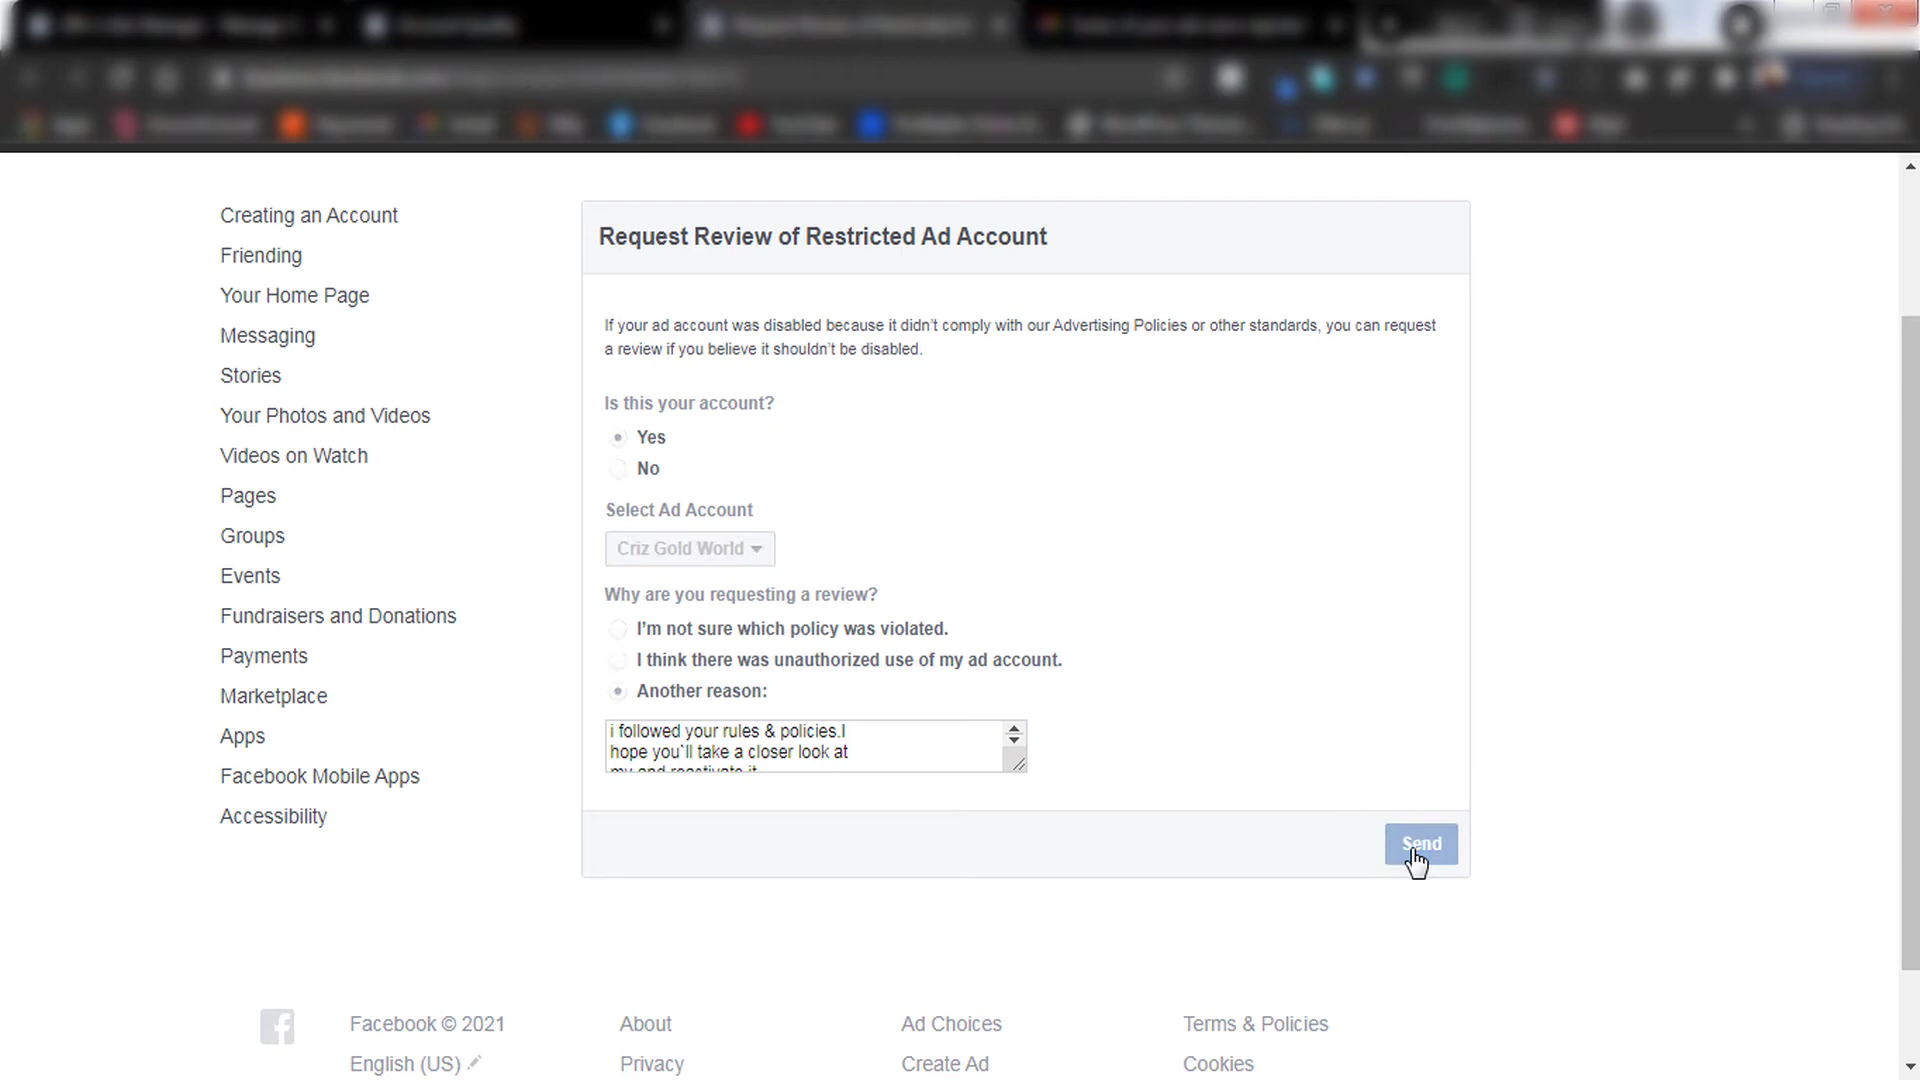 Creating an Account
Friending
Your Home Page
Messaging
Stories
Your Photos and Videos
Videos on Watch
Pages
Groups
Events
Fundraisers and Donations
Payments
Marketplace
Apps
Facebook Mobile Apps
Accessibility
Request Review of Restricted Ad Account
If your ad account was disabled because it didn't comply with our Advertising Policies or other standards, you can request
a review if you believe it shouldn't be disabled.
Is this your account?
Yes
No
Select Ad Account
Criz Gold World
Why are you requesting a review?
I'm not sure which policy was violated.
I think there was unauthorized use of my ad account.
Another reason:
i followed your rules & policies.I
hope you`ll take a closer look at
my and reactivate it
Send
Facebook © 2021
About
Ad Choices
Terms & Policies
English (US)
Privacy
Create Ad
Cookies